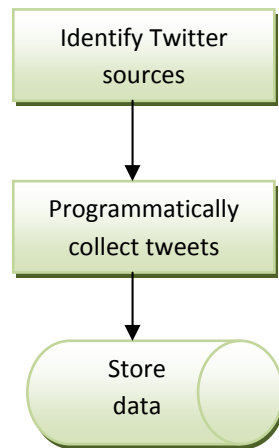 Identify Twitter
sources
Programmatically
collect tweets
Store
data